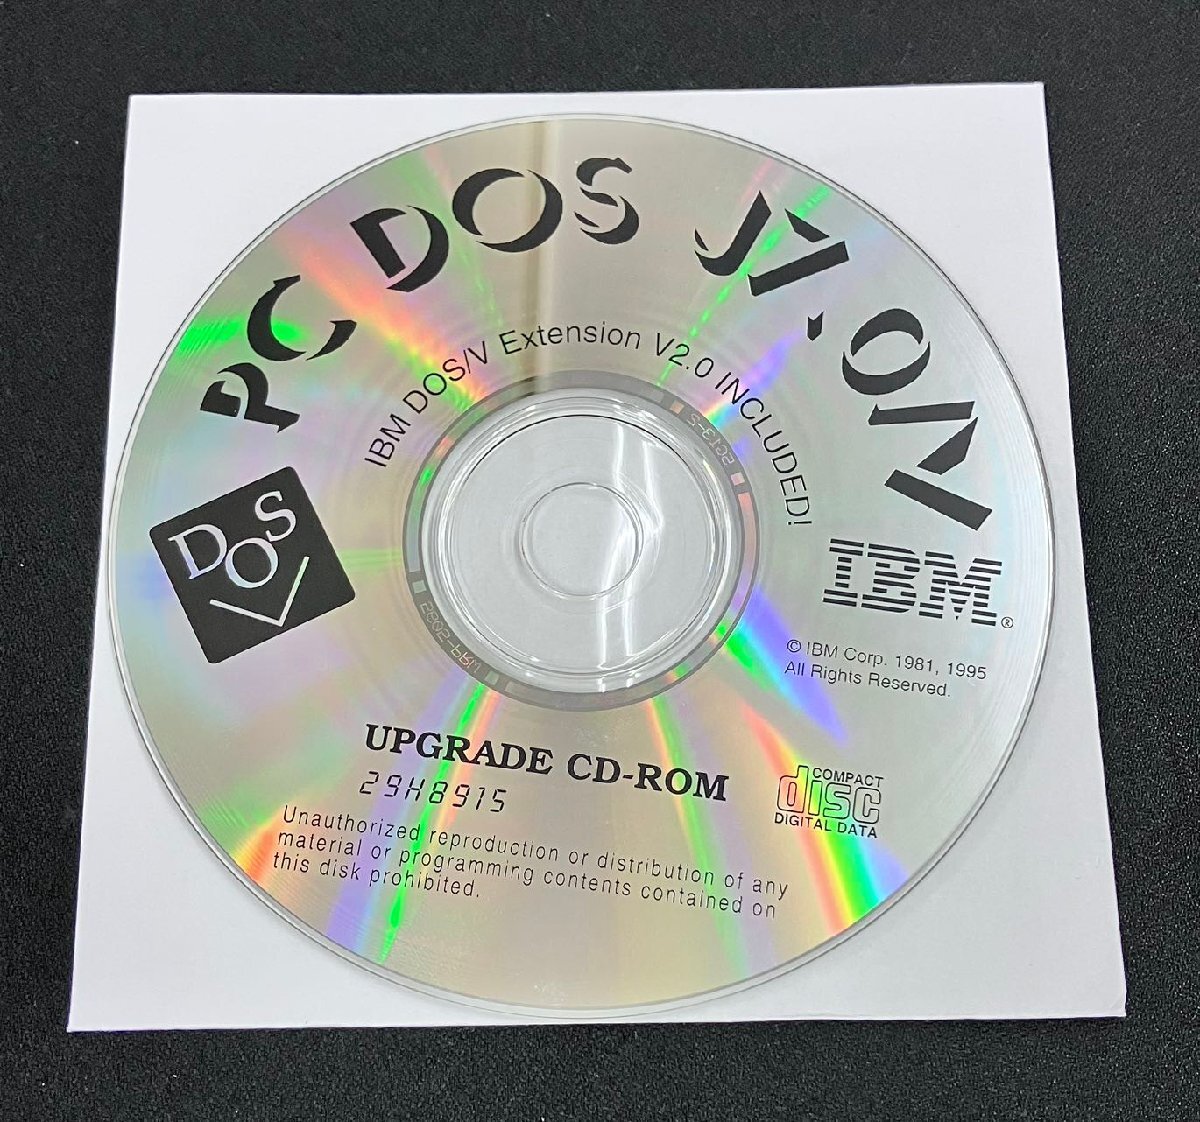 PC DOS J7.0/V
IBM DOS/V Extension V2.0 INCLUDED!
DOS
V
IBM®
© IBM Corp. 1981, 1995
All Rights Reserved.
UPGRADE CD-ROM
29H8915
COMPACT
disc
DIGITAL DATA
Unauthorized reproduction or distribution of any
material or programming contents contained on
this disk prohibited.